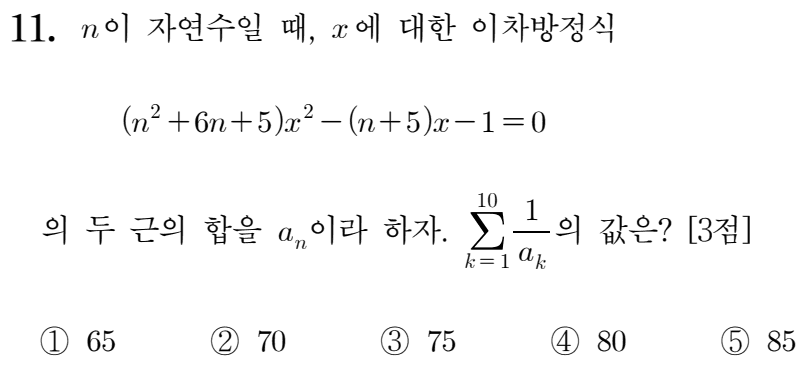 11. n이 자연수일 때, x에 대한 이차방정식
(n²+6n+5)x²−(n+5)x−1=0
의 두 근의 합을 aₙ이라 하자. ∑_{k=1}^{10} 1/a_k 의 값은? [3점]
① 65 ② 70 ③ 75 ④ 80 ⑤ 85